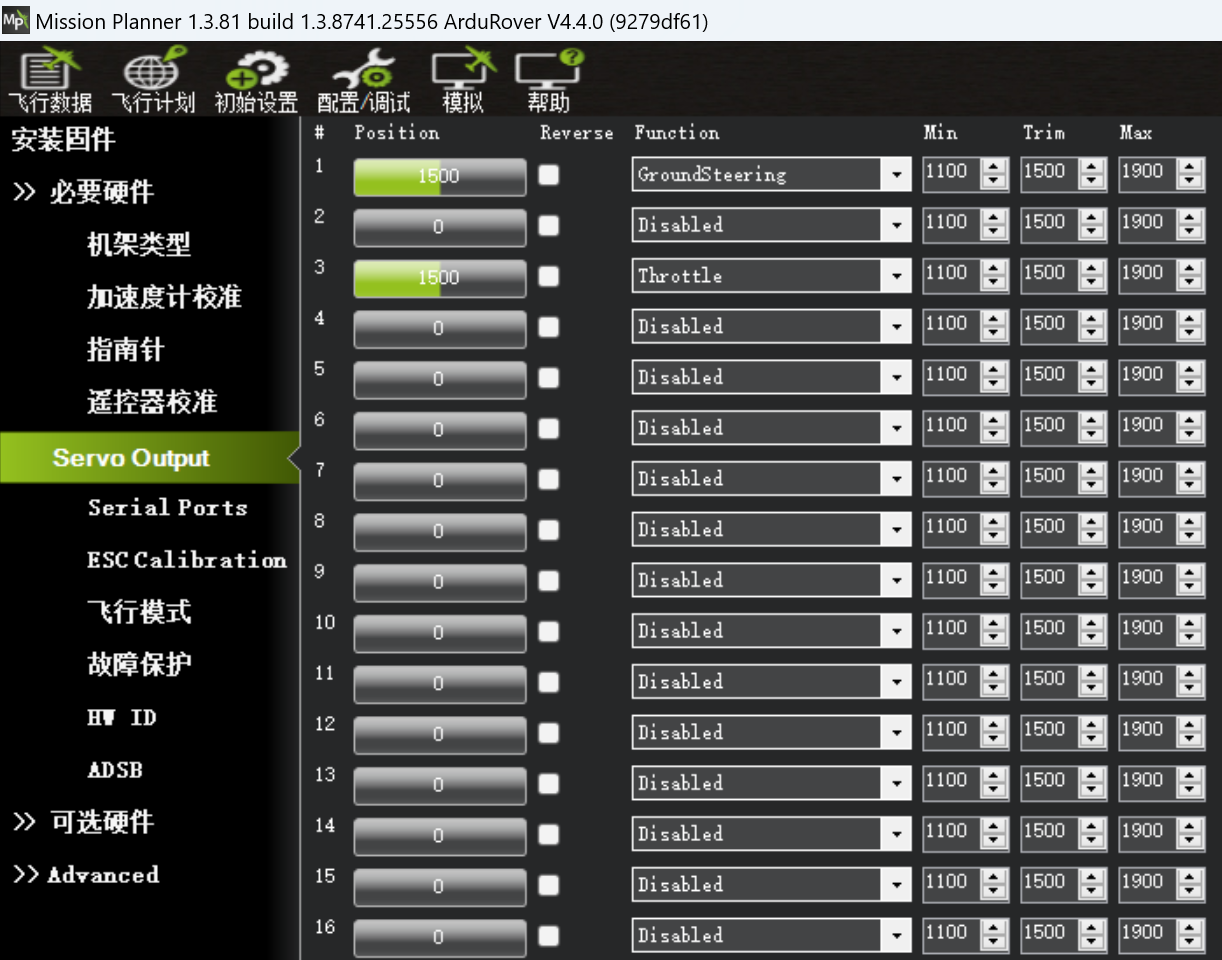 Mission Planner 1.3.81 build 1.3.8741.25556 ArduRover V4.4.0 (9279df61)
飞行数据 飞行计划 初始设置 配置/调试 模拟 帮助
安装固件
>> 必要硬件
机架类型
加速度计校准
指南针
遥控器校准
Servo Output
Serial Ports
ESC Calibration
飞行模式
故障保护
HW ID
ADSB
>> 可选硬件
>> Advanced
# Position Reverse Function Min Trim Max
1 1500 GroundSteering 1100 1500 1900
2 0 Disabled 1100 1500 1900
3 1500 Throttle 1100 1500 1900
4 0 Disabled 1100 1500 1900
5 0 Disabled 1100 1500 1900
6 0 Disabled 1100 1500 1900
7 0 Disabled 1100 1500 1900
8 0 Disabled 1100 1500 1900
9 0 Disabled 1100 1500 1900
10 0 Disabled 1100 1500 1900
11 0 Disabled 1100 1500 1900
12 0 Disabled 1100 1500 1900
13 0 Disabled 1100 1500 1900
14 0 Disabled 1100 1500 1900
15 0 Disabled 1100 1500 1900
16 0 Disabled 1100 1500 1900